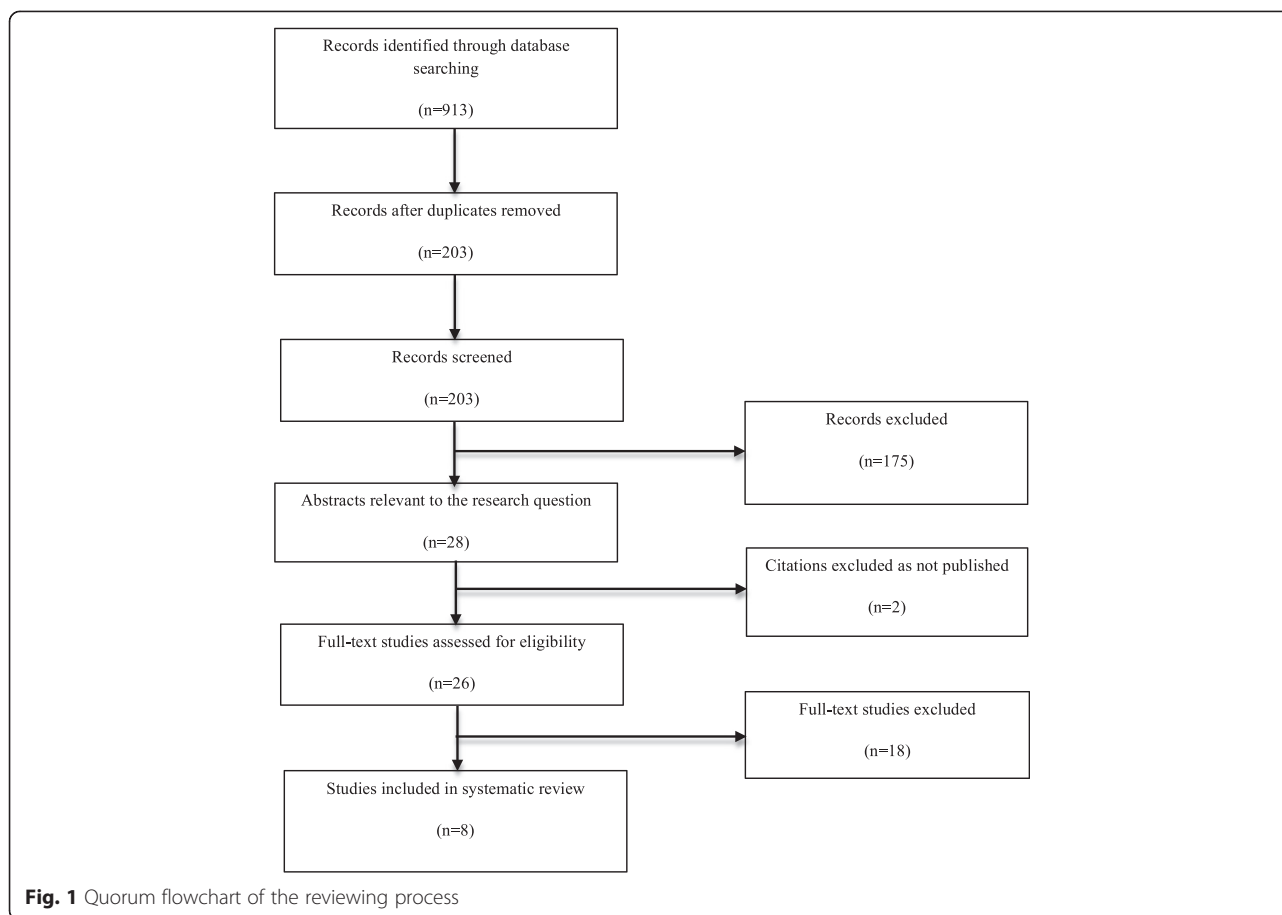 Records identified through database
searching
(n=913)
Records after duplicates removed
(n=203)
Records screened
(n=203)
Records excluded
(n=175)
Abstracts relevant to the research question
(n=28)
Citations excluded as not published
(n=2)
Full-text studies assessed for eligibility
(n=26)
Full-text studies excluded
(n=18)
Studies included in systematic review
(n=8)
Fig. 1 Quorum flowchart of the reviewing process